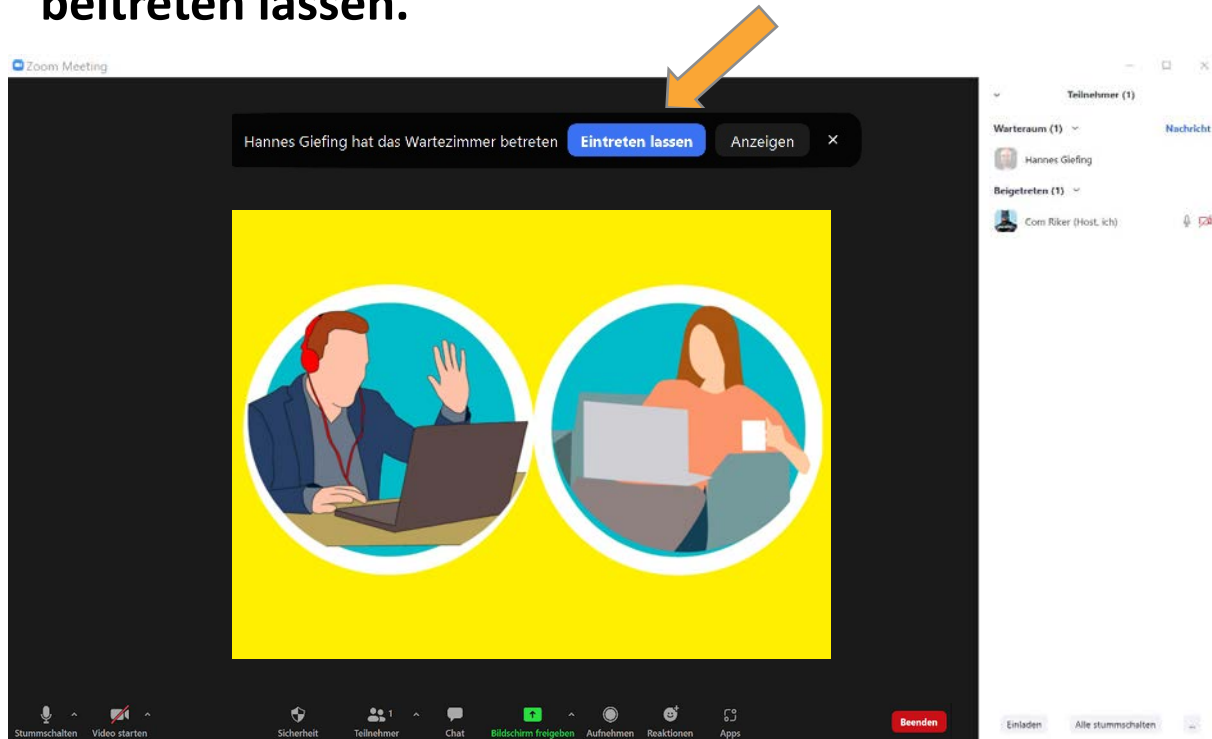 beitreten lassen.
Zoom Meeting
Hannes Giefing hat das Wartezimmer betreten Eintreten lassen Anzeigen
Teilnehmer (1)
Warteraum (1) Nachricht
Hannes Giefing
Beigetreten (1)
Com Riker (Host, ich)
Stummschalten Video starten Sicherheit Teilnehmer 1 Chat Bildschirm freigeben Aufnehmen Reaktionen Apps Beenden
Einladen Alle stummschalten ...